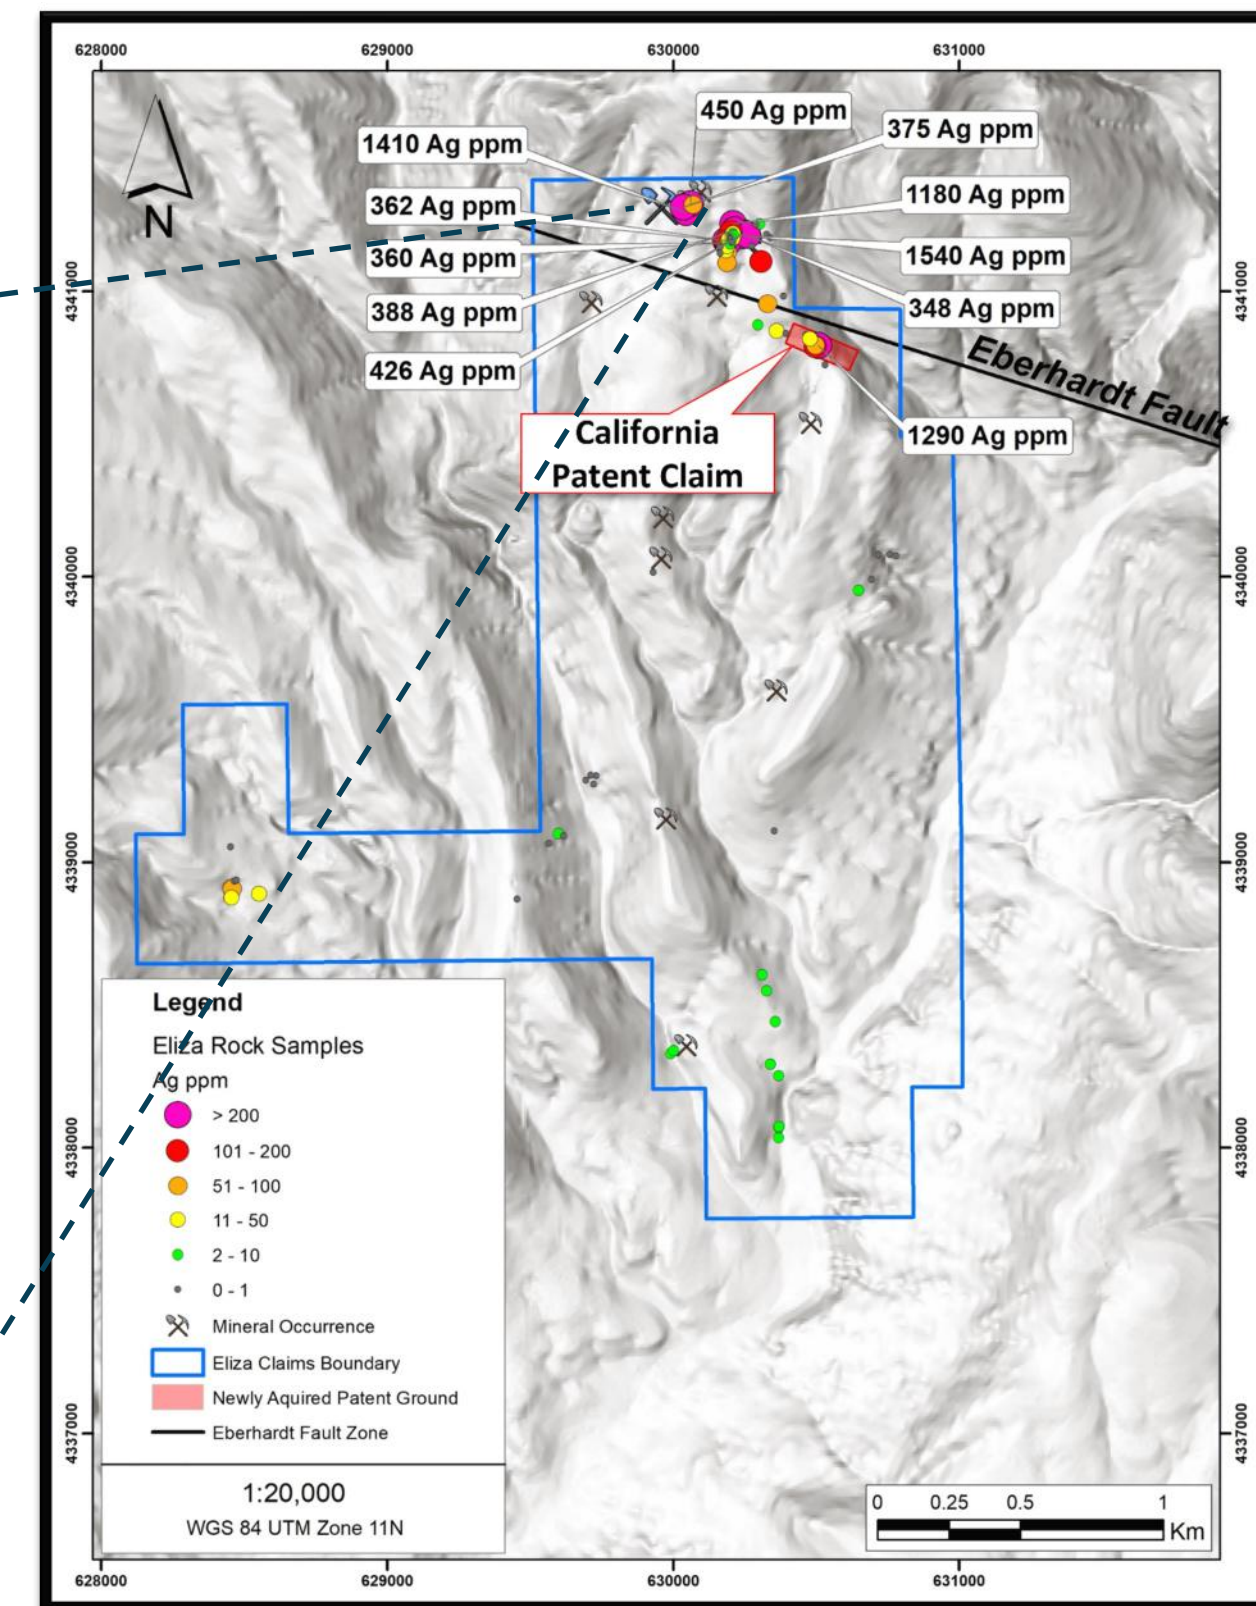 628000 629000 630000 631000
450 Ag ppm
375 Ag ppm
1410 Ag ppm
1180 Ag ppm
362 Ag ppm
360 Ag ppm
1540 Ag ppm
388 Ag ppm
348 Ag ppm
426 Ag ppm
1290 Ag ppm
Eberhardt Fault
California
Patent Claim
N
4341000 4341000
4340000 4340000
4339000 4339000
4338000 4338000
4337000 4337000
Legend
Eliza Rock Samples
Ag ppm
> 200
101 - 200
51 - 100
11 - 50
2 - 10
0 - 1
Mineral Occurrence
Eliza Claims Boundary
Newly Aquired Patent Ground
Eberhardt Fault Zone
1:20,000
WGS 84 UTM Zone 11N
0 0.25 0.5 1
Km
628000 629000 630000 631000